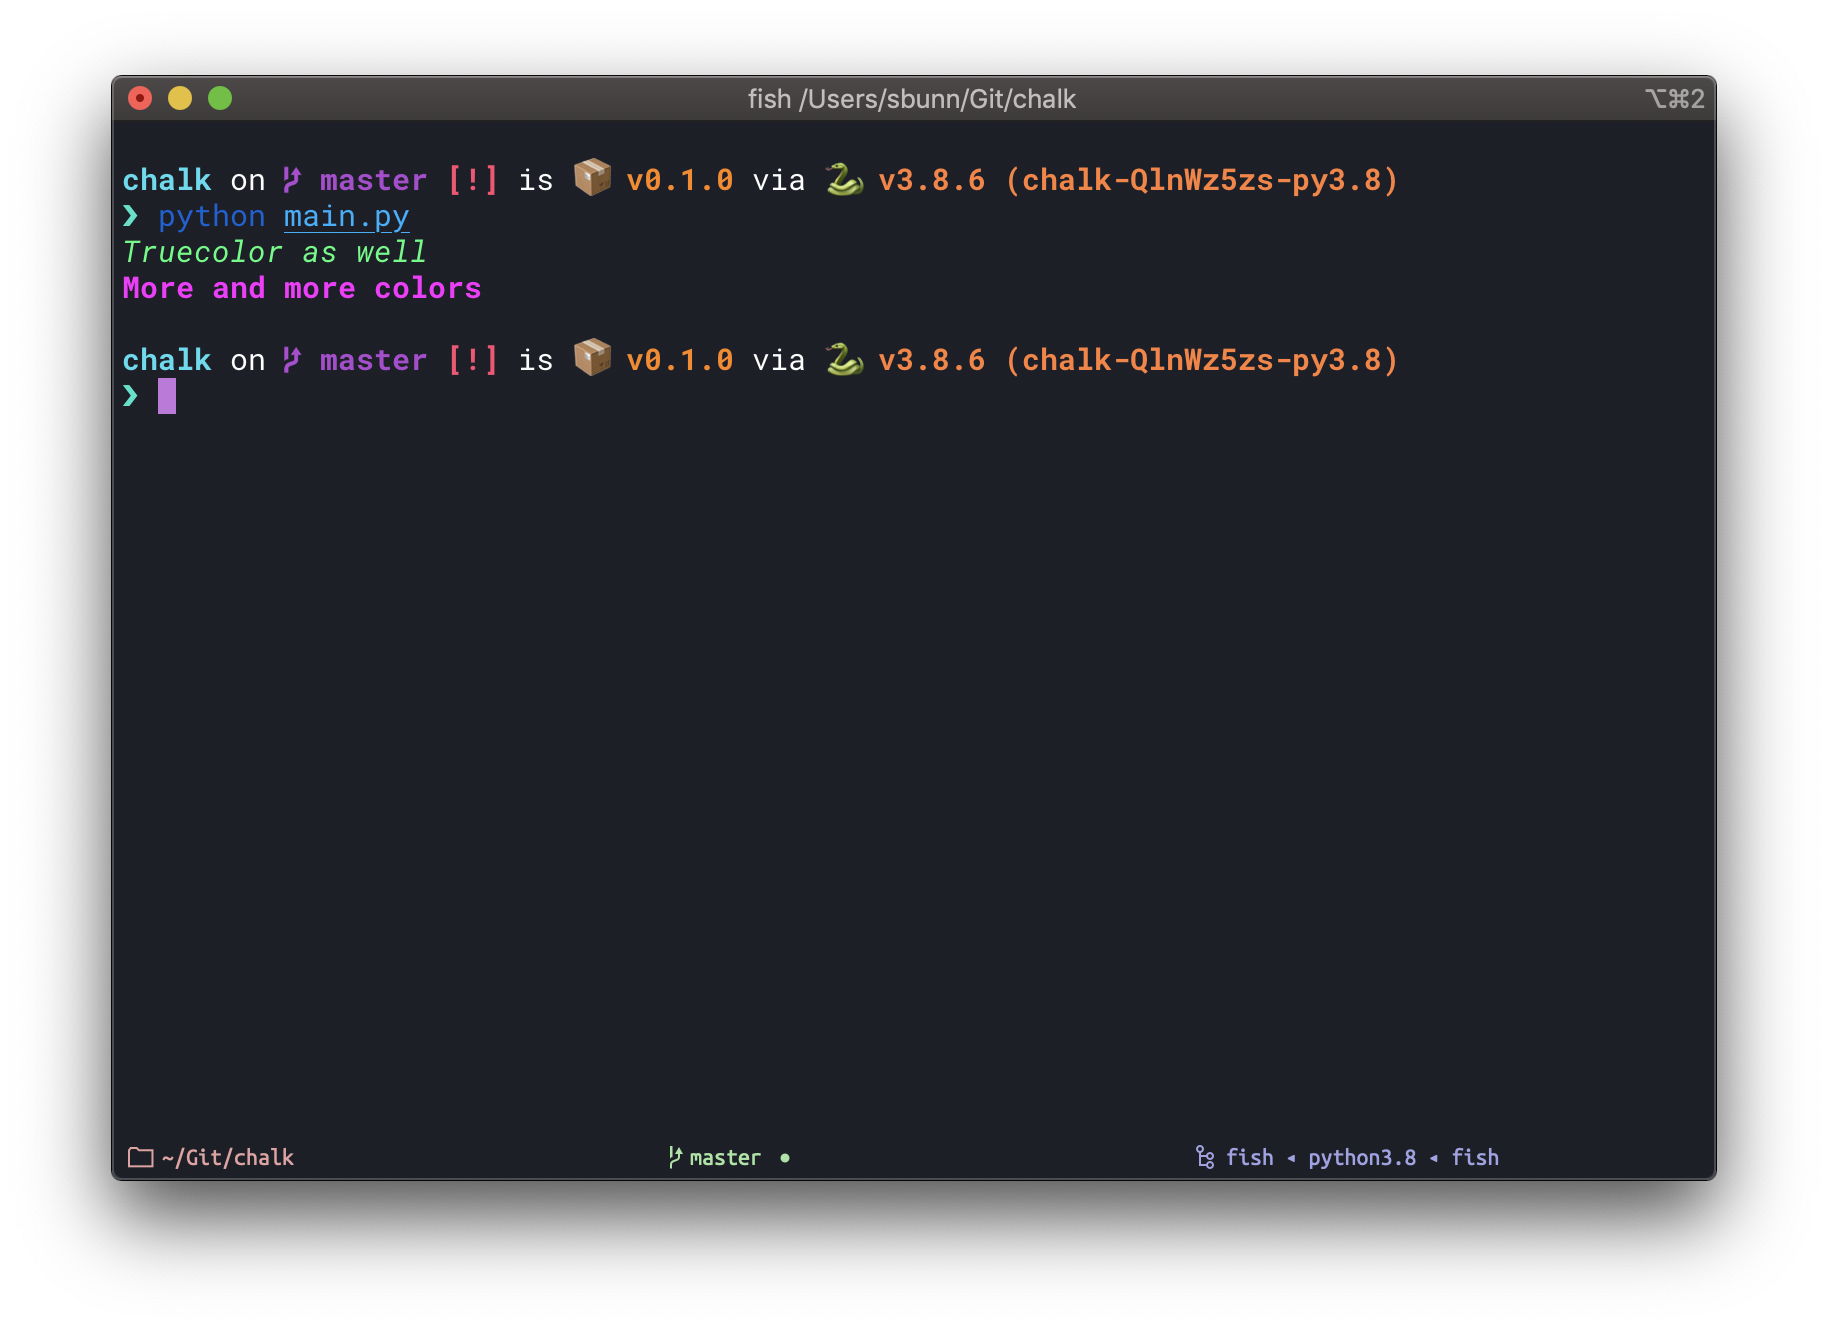 fish /Users/sbunn/Git/chalk ⌥⌘2
chalk on master [!] is 📦 v0.1.0 via 🐍 v3.8.6 (chalk-QlnWz5zs-py3.8)
❯ python main.py
Truecolor as well
More and more colors
chalk on master [!] is 📦 v0.1.0 via 🐍 v3.8.6 (chalk-QlnWz5zs-py3.8)
❯
~/Git/chalk master ● fish ◂ python3.8 ◂ fish